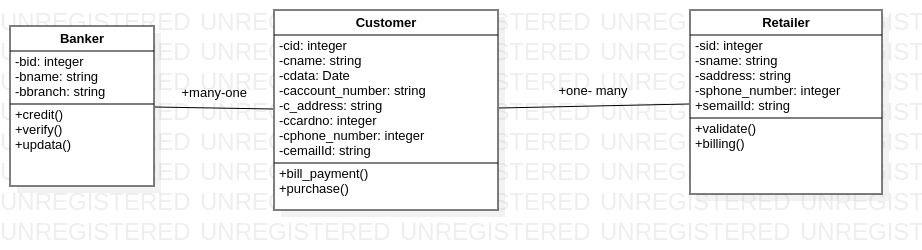 Banker
-bid: integer
-bname: string
-bbranch: string
+credit()
+verify()
+updata()
+many-one
Customer
-cid: integer
-cname: string
-cdata: Date
-caccount_number: string
-c_address: string
-ccardno: integer
-cphone_number: integer
-cemailId: string
+bill_payment()
+purchase()
+one- many
Retailer
-sid: integer
-sname: string
-saddress: string
-sphone_number: integer
+semailId: string
+validate()
+billing()
UNREGISTERED UNREGISTERED UNREGISTERED UNREGISTERED UNREGISTERED